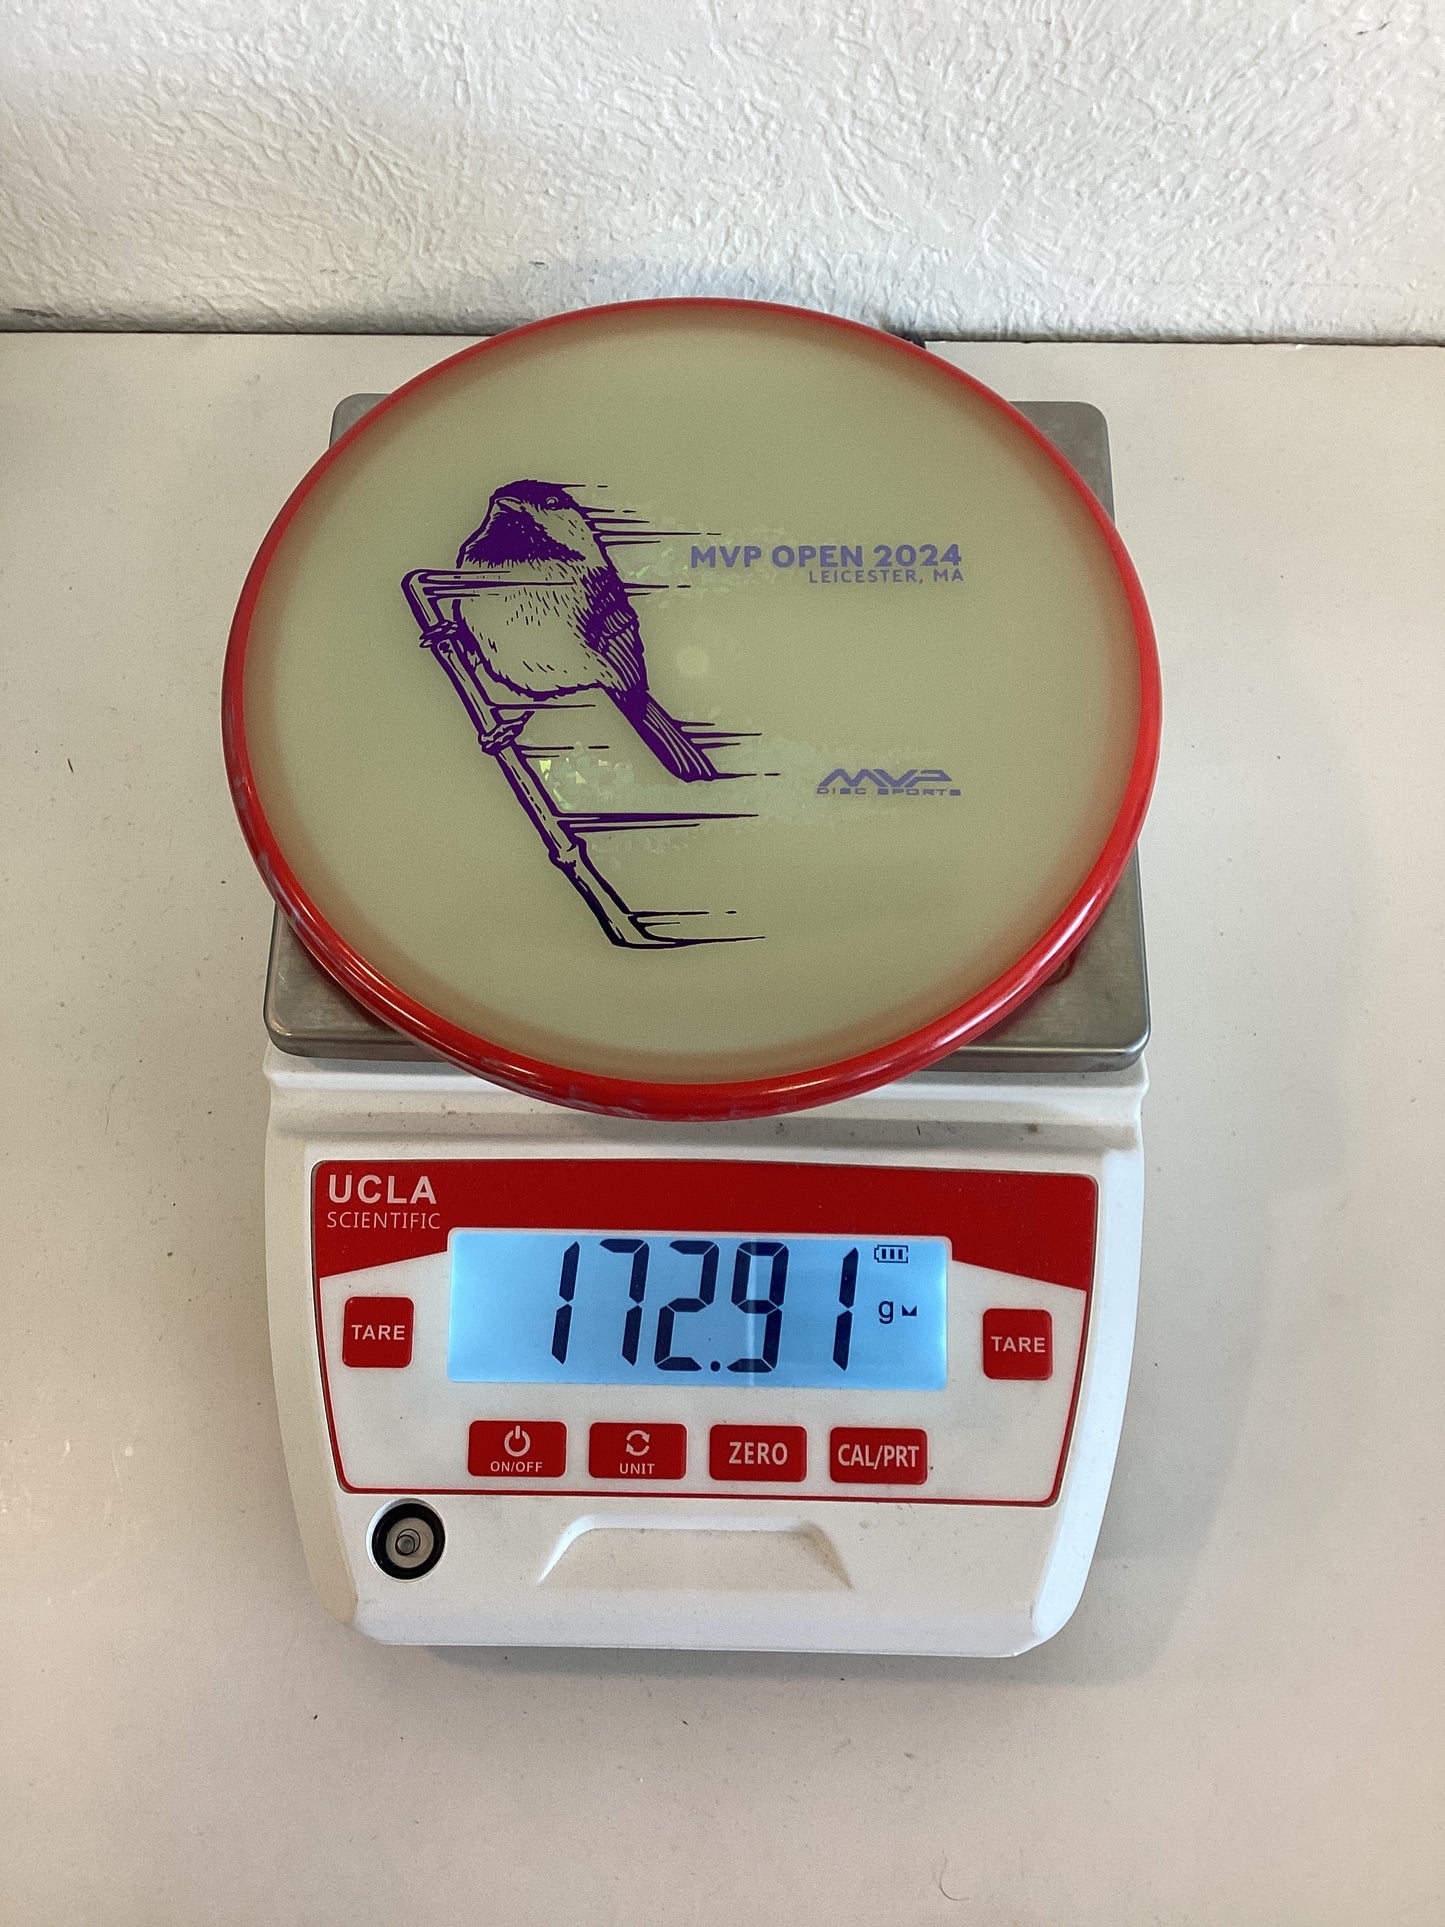 MVP OPEN 2024
LEICESTER, MA
MVP
DISC SPORTS
UCLA
SCIENTIFIC
172.91 g
TARE
TARE
ON/OFF
UNIT
ZERO
CAL/PRT